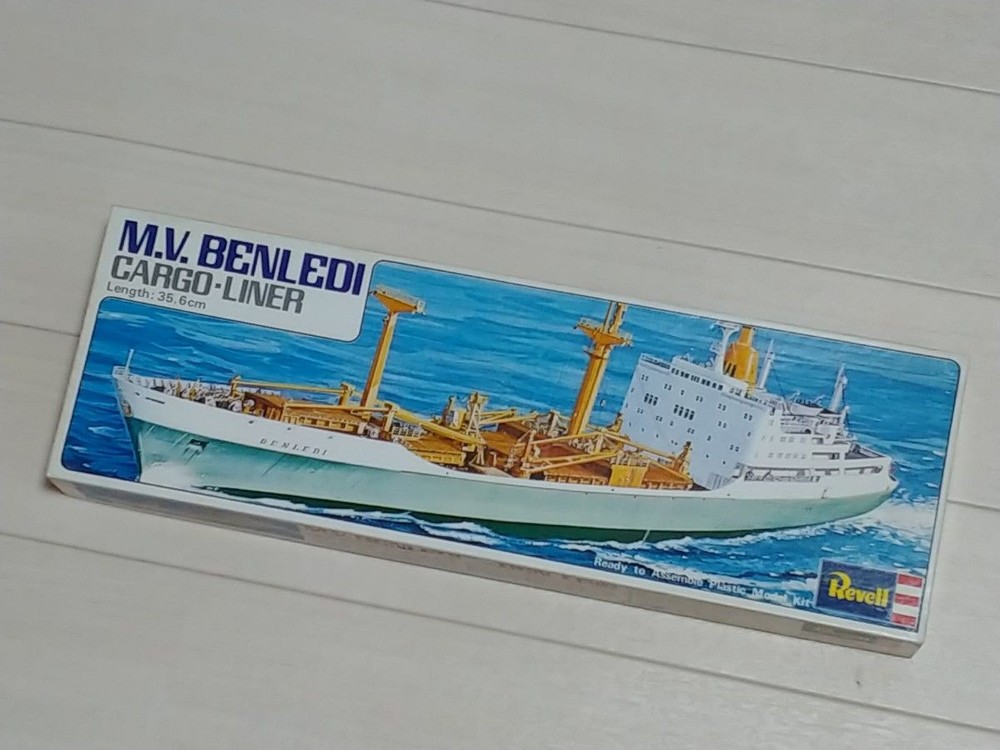 M.V. BENLEDI
CARGO·LINER
Length: 35.6cm
BENLEDI
Ready to Assemble Plastic Model Kit
Revell